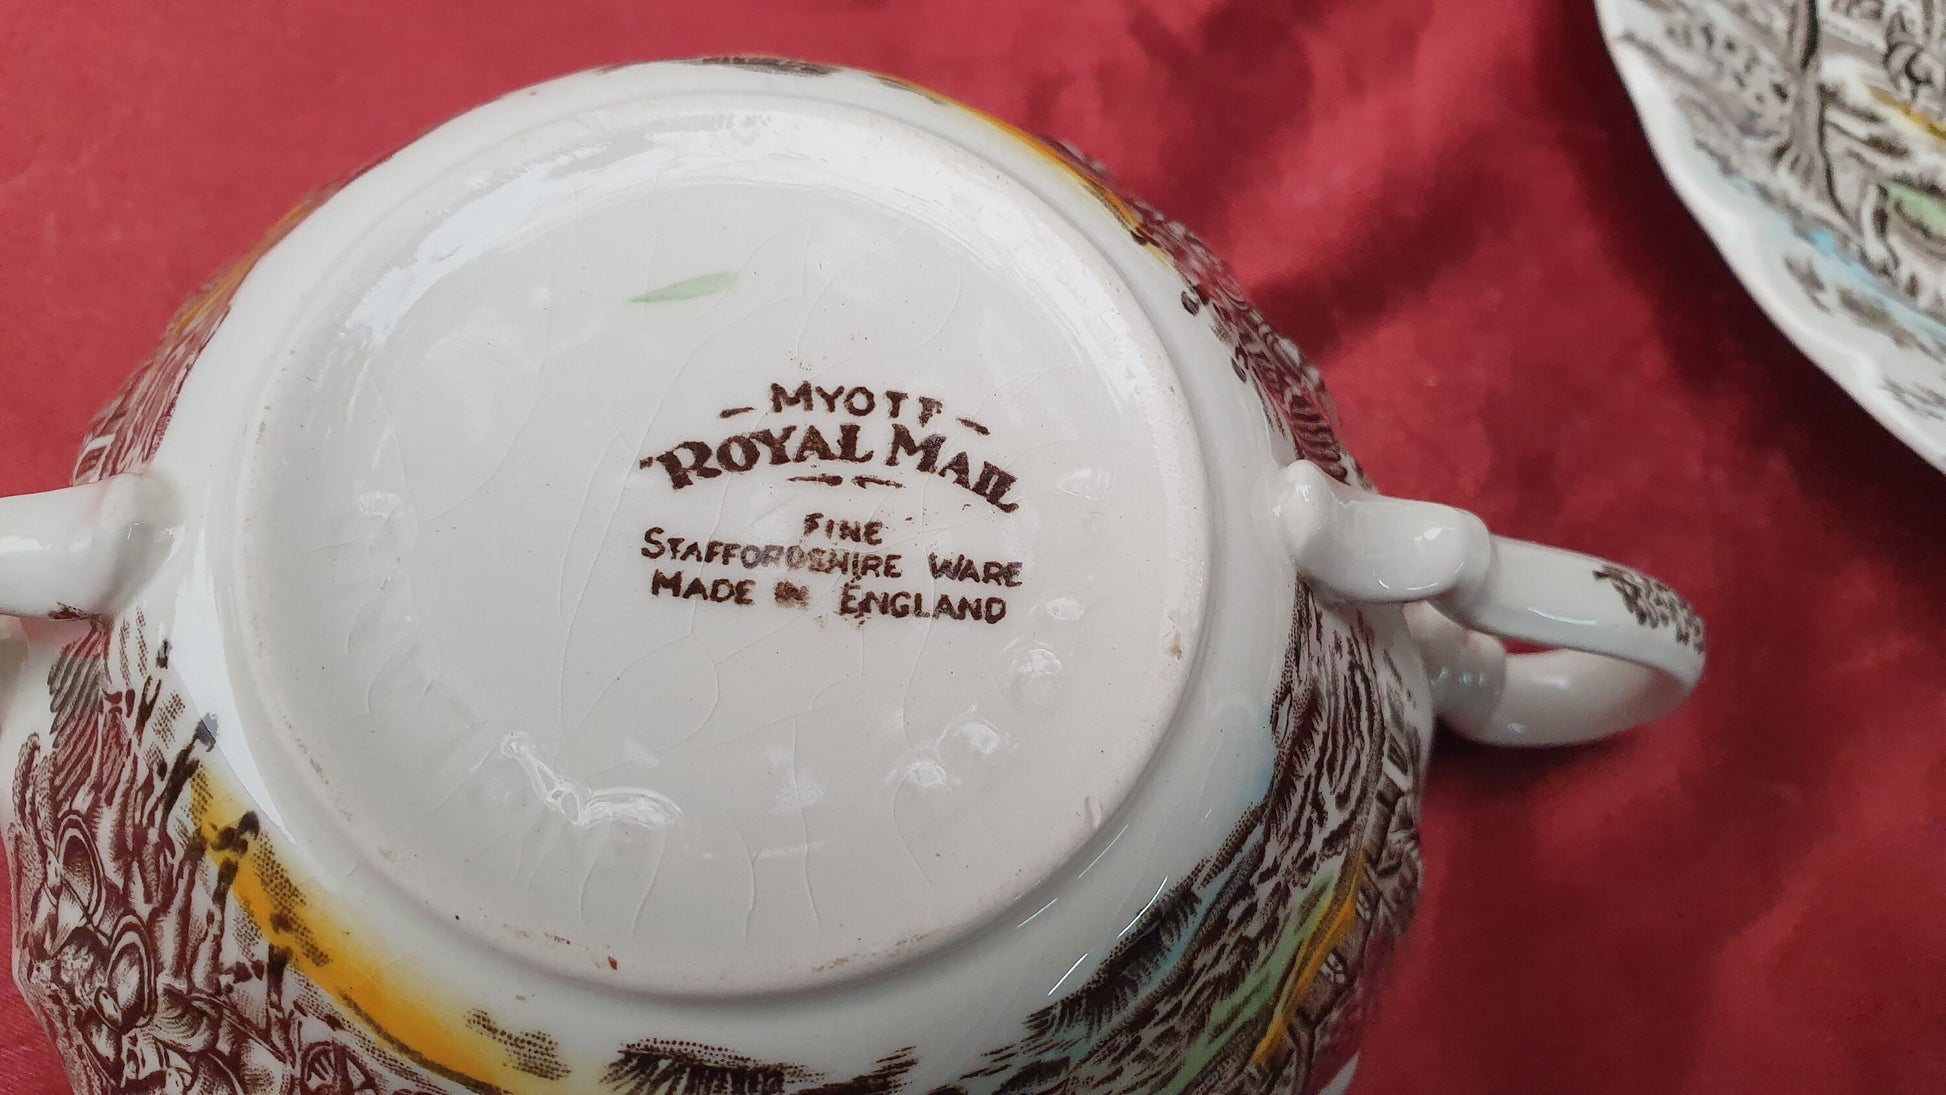 MYOTT
ROYAL MAIL
FINE
STAFFORDSHIRE WARE
MADE IN ENGLAND